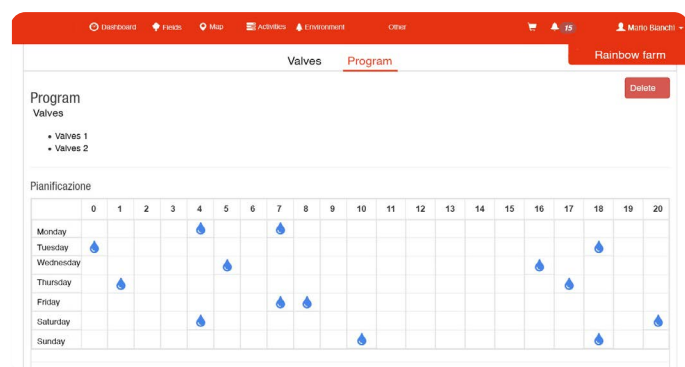 Dashboard Fields Map Activities Environment Other 15 Mario Bianchi
Rainbow farm
Valves Program
Delete
Program
Valves
Valves 1
Valves 2
Pianificazione
0 1 2 3 4 5 6 7 8 9 10 11 12 13 14 15 16 17 18 19 20
Monday
Tuesday
Wednesday
Thursday
Friday
Saturday
Sunday